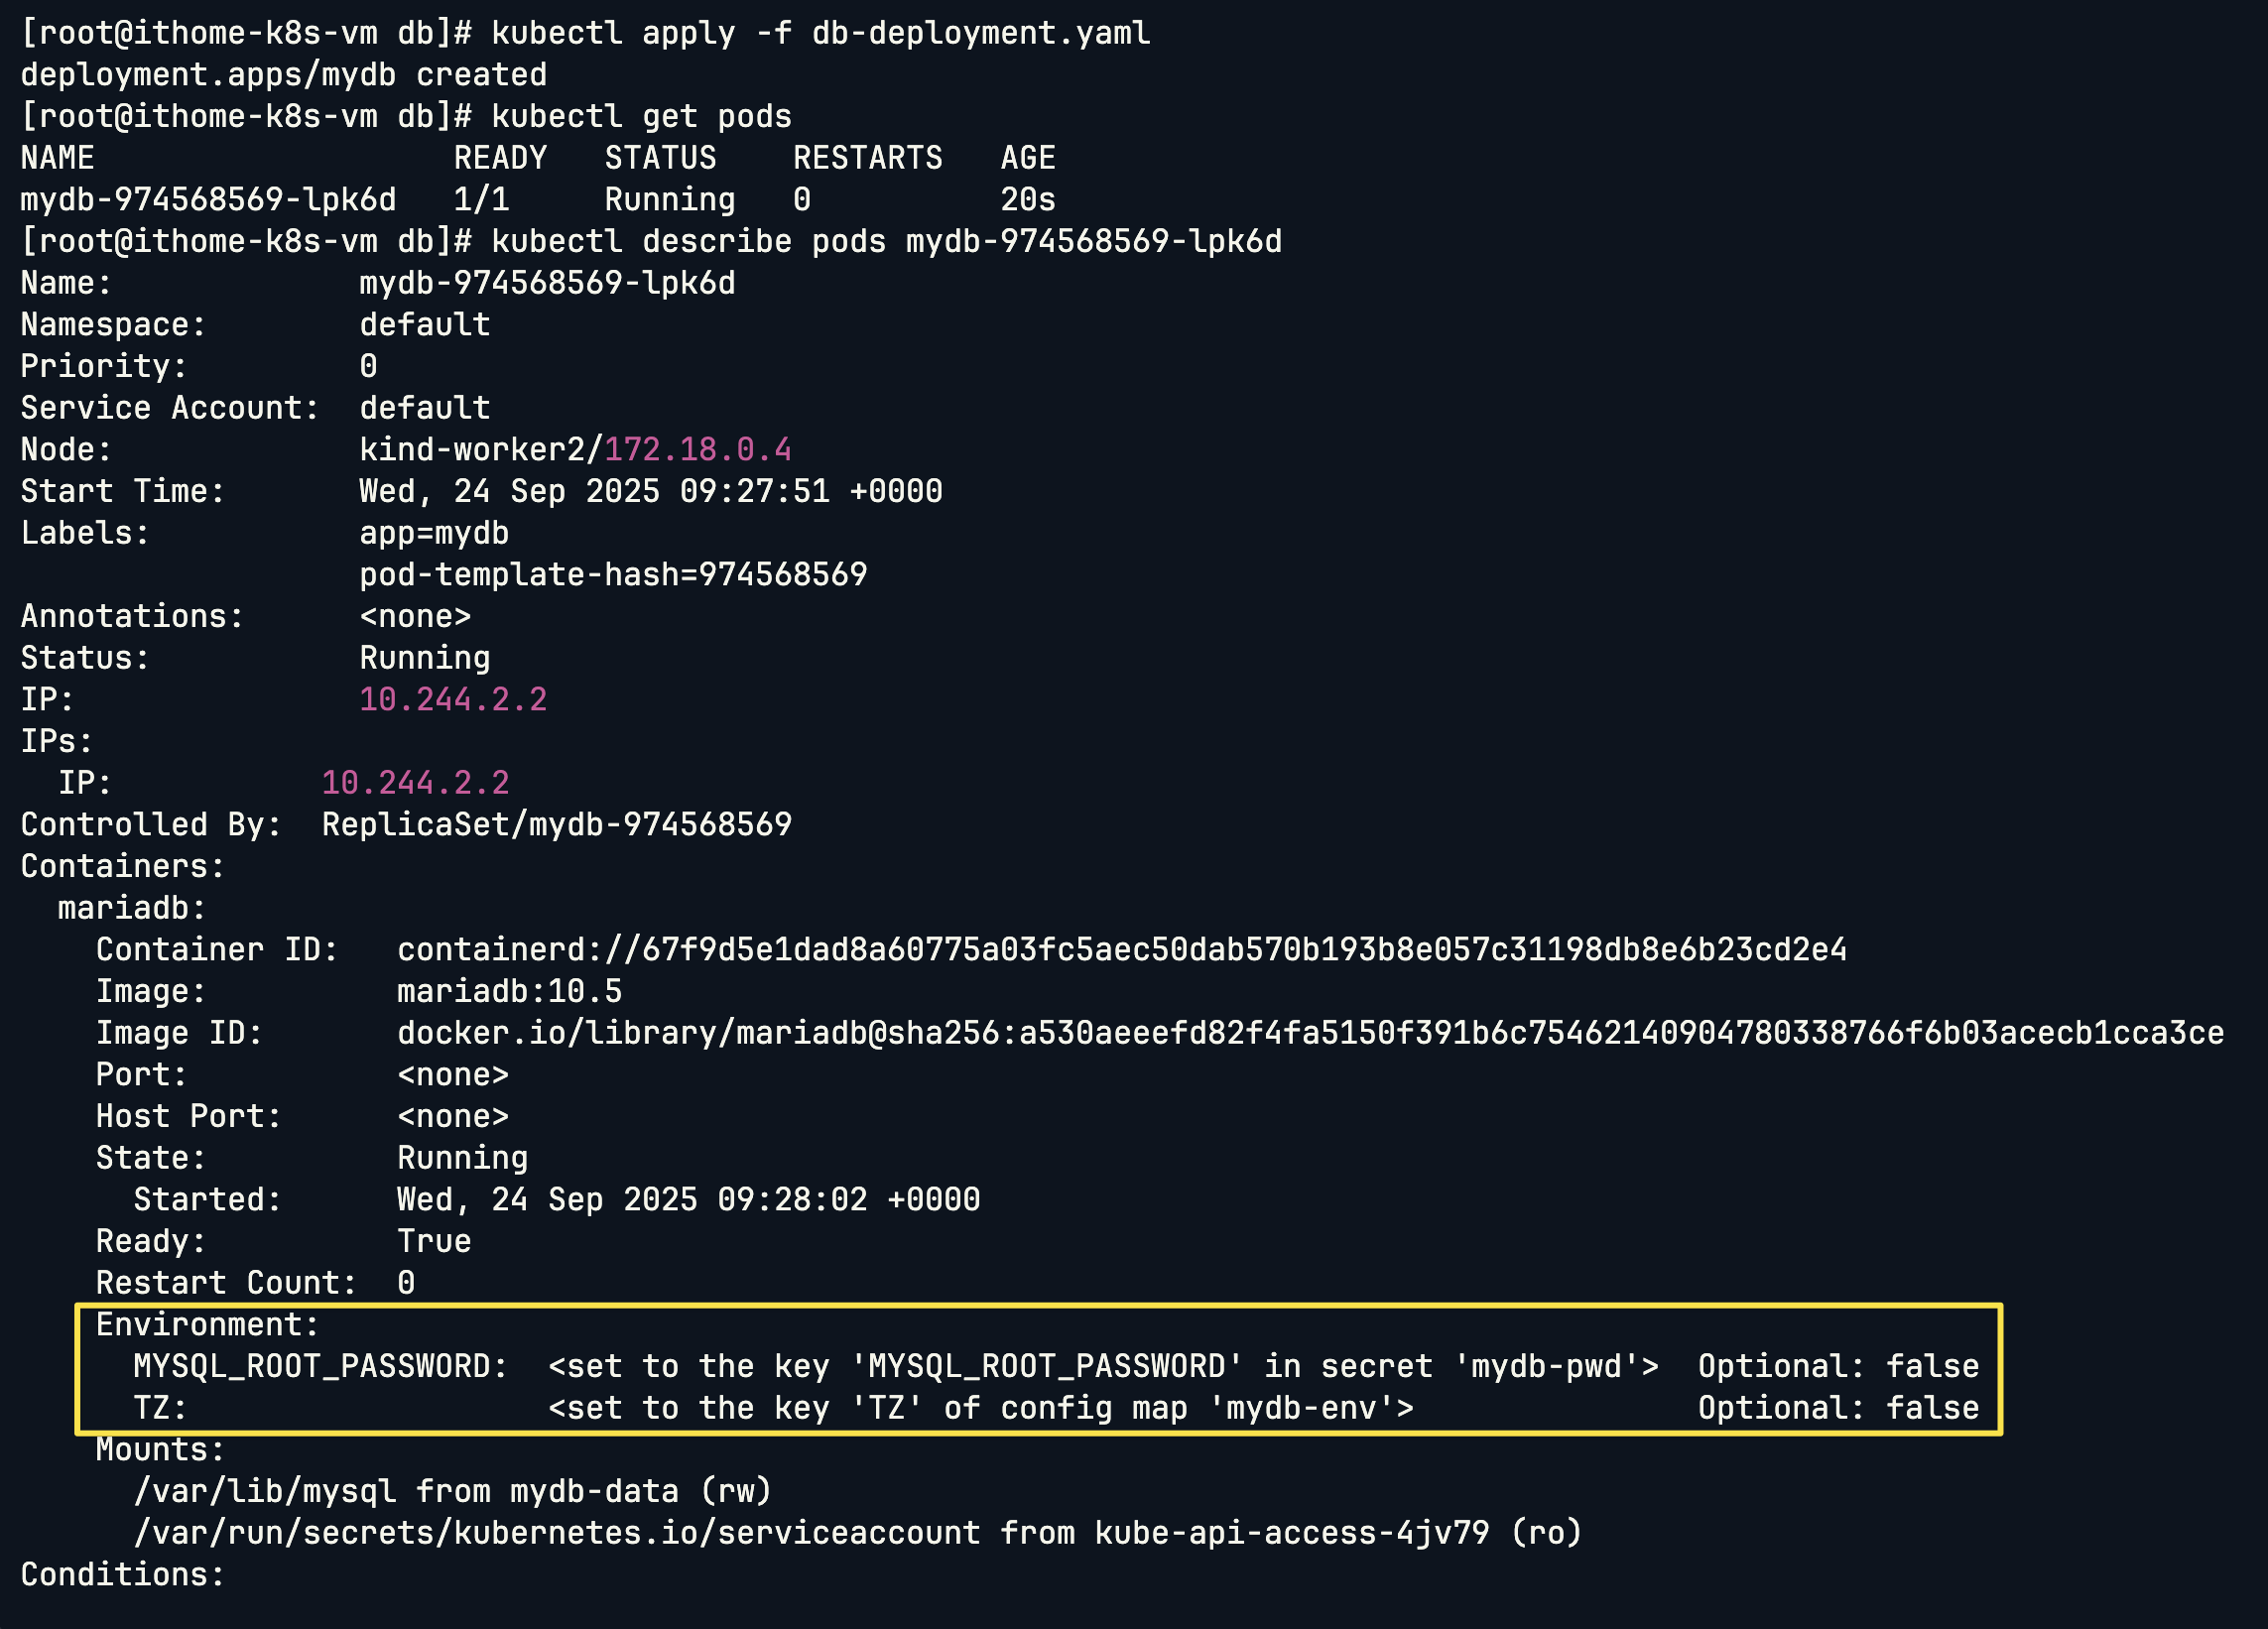 [root@ithome-k8s-vm db]# kubectl apply -f db-deployment.yaml
deployment.apps/mydb created
[root@ithome-k8s-vm db]# kubectl get pods
NAME                   READY   STATUS    RESTARTS   AGE
mydb-974568569-lpk6d   1/1     Running   0          20s
[root@ithome-k8s-vm db]# kubectl describe pods mydb-974568569-lpk6d
Name:             mydb-974568569-lpk6d
Namespace:        default
Priority:         0
Service Account:  default
Node:             kind-worker2/172.18.0.4
Start Time:       Wed, 24 Sep 2025 09:27:51 +0000
Labels:           app=mydb
                  pod-template-hash=974568569
Annotations:      <none>
Status:           Running
IP:               10.244.2.2
IPs:
  IP:           10.244.2.2
Controlled By:  ReplicaSet/mydb-974568569
Containers:
  mariadb:
    Container ID:   containerd://67f9d5e1dad8a60775a03fc5aec50dab570b193b8e057c31198db8e6b23cd2e4
    Image:          mariadb:10.5
    Image ID:       docker.io/library/mariadb@sha256:a530aeeefd82f4fa5150f391b6c75462140904780338766f6b03acecb1cca3ce
    Port:           <none>
    Host Port:      <none>
    State:          Running
      Started:      Wed, 24 Sep 2025 09:28:02 +0000
    Ready:          True
    Restart Count:  0
    Environment:
      MYSQL_ROOT_PASSWORD:  <set to the key 'MYSQL_ROOT_PASSWORD' in secret 'mydb-pwd'>  Optional: false
      TZ:                   <set to the key 'TZ' of config map 'mydb-env'>               Optional: false
    Mounts:
      /var/lib/mysql from mydb-data (rw)
      /var/run/secrets/kubernetes.io/serviceaccount from kube-api-access-4jv79 (ro)
Conditions: